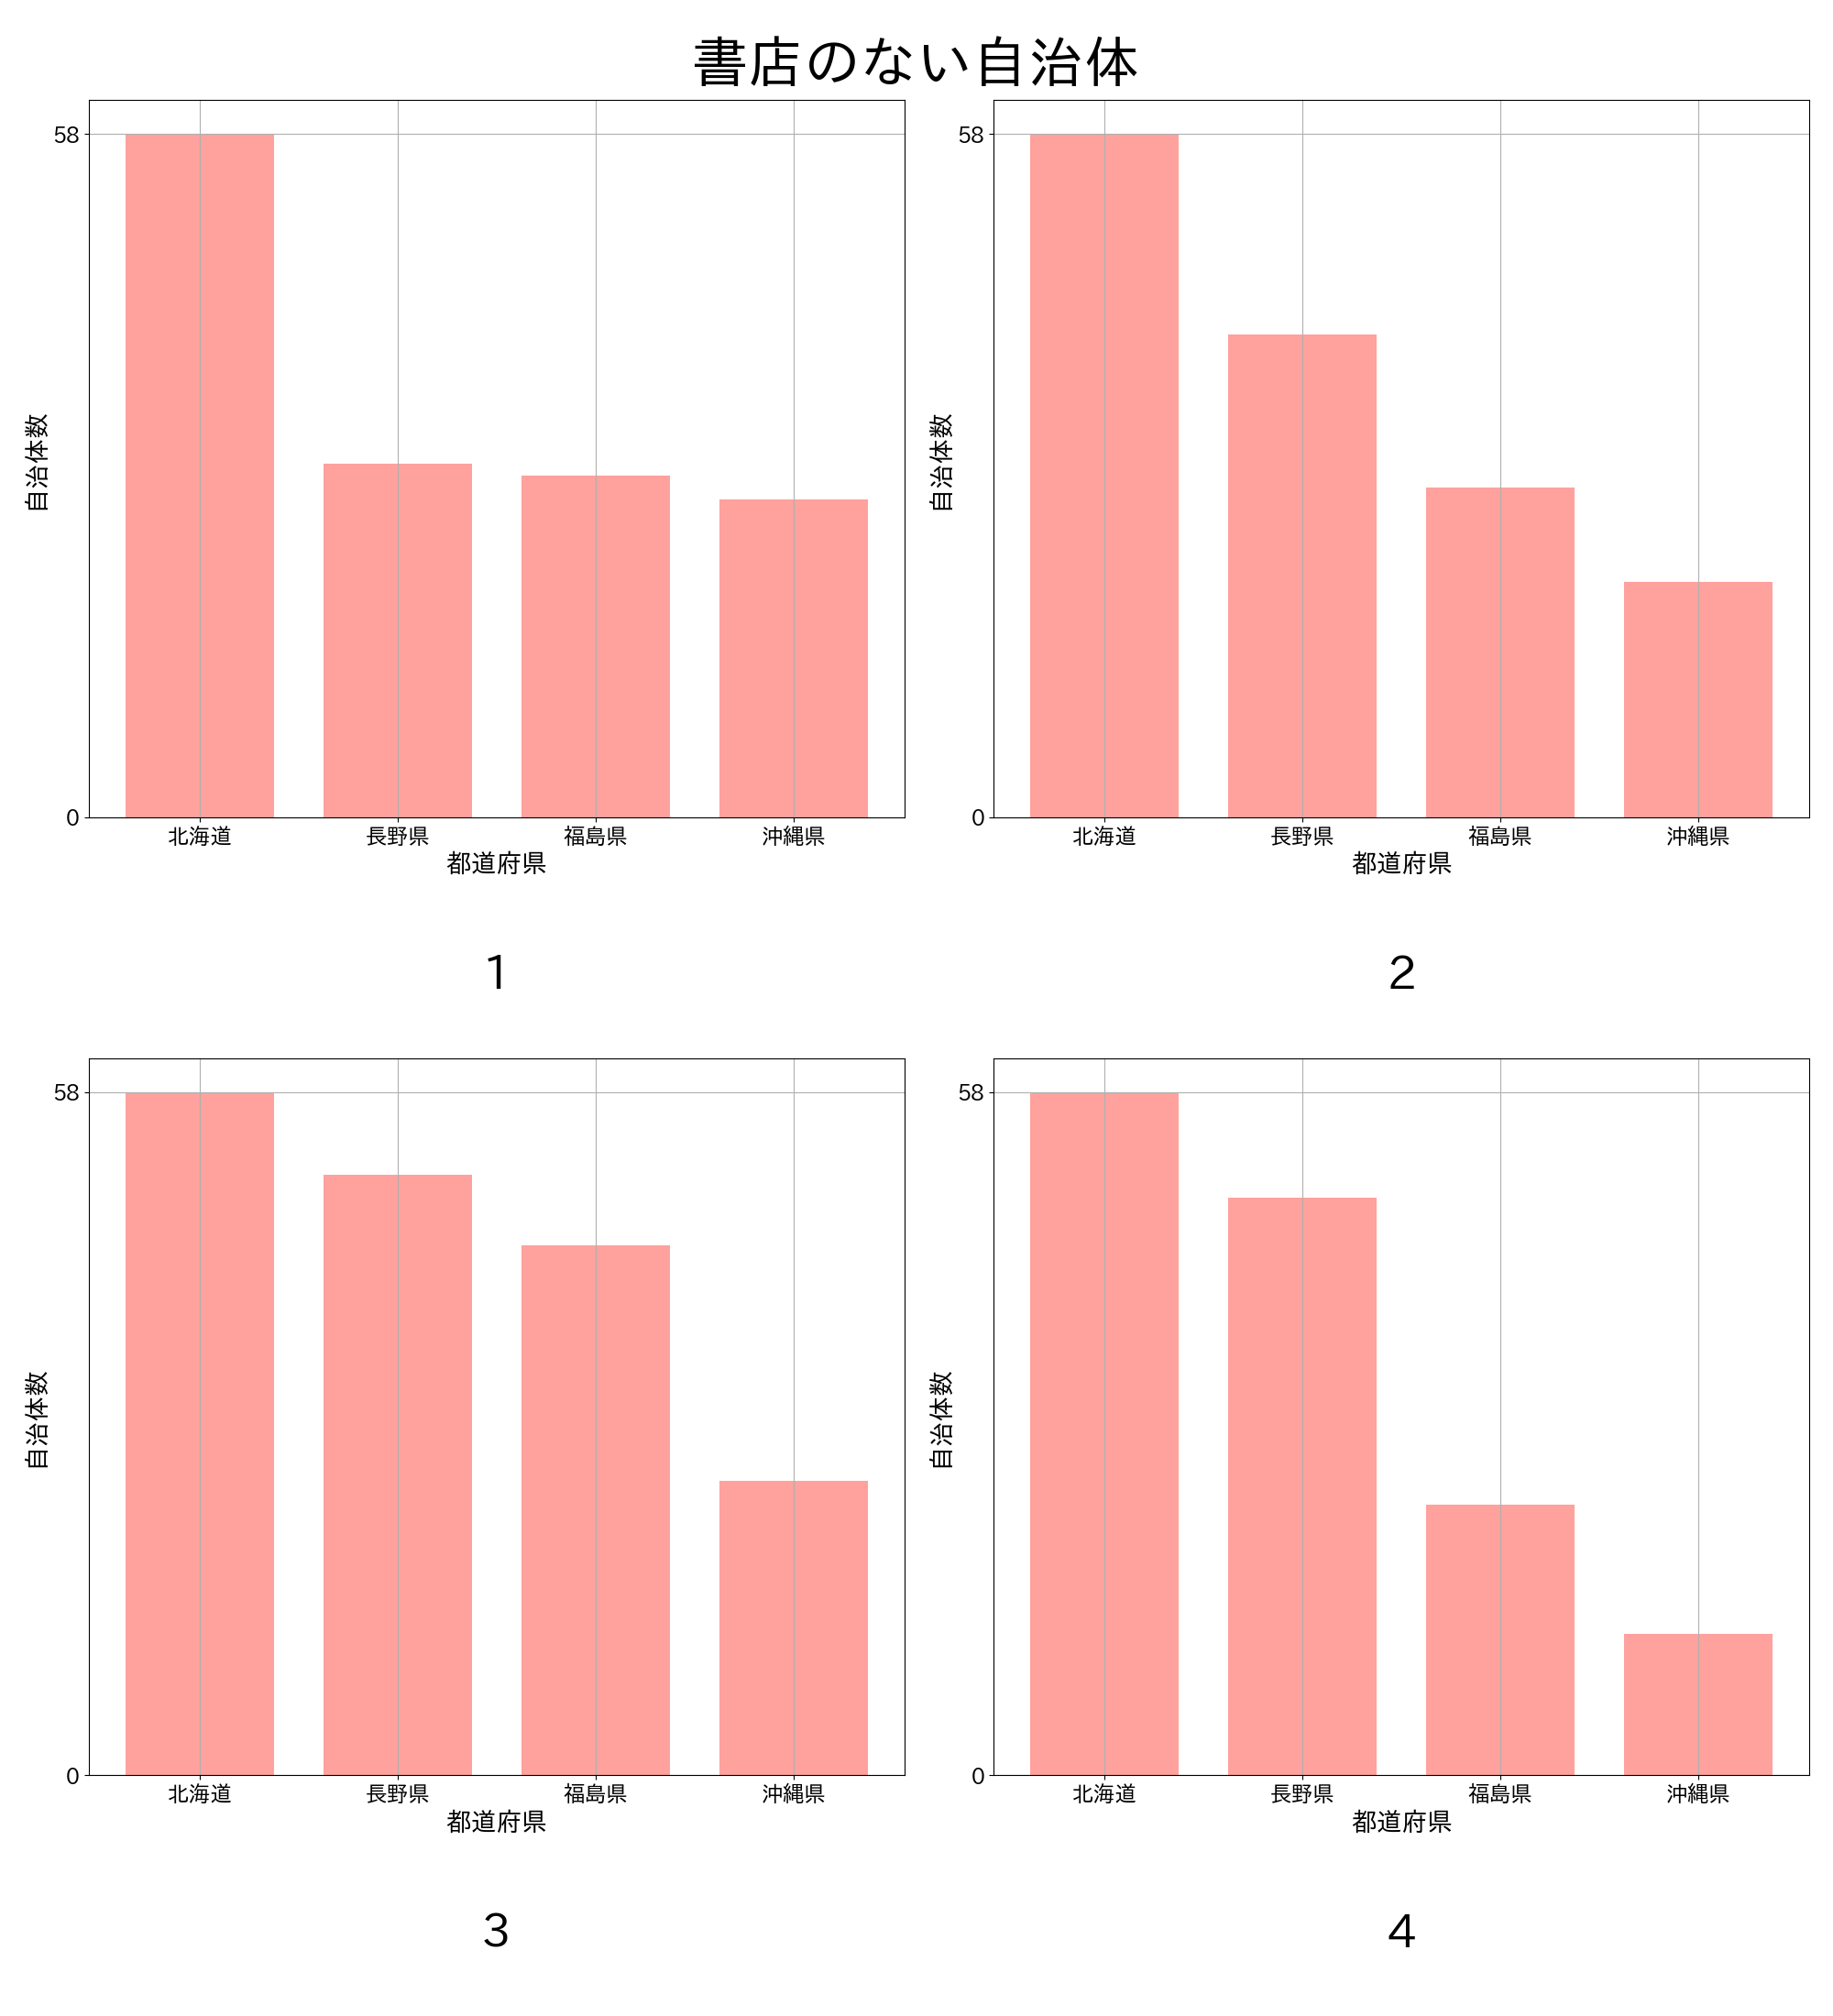 書店のない自治体
58
0
自治体数
北海道 長野県 福島県 沖縄県
都道府県
1
58
0
自治体数
北海道 長野県 福島県 沖縄県
都道府県
2
58
0
自治体数
北海道 長野県 福島県 沖縄県
都道府県
3
58
0
自治体数
北海道 長野県 福島県 沖縄県
都道府県
4